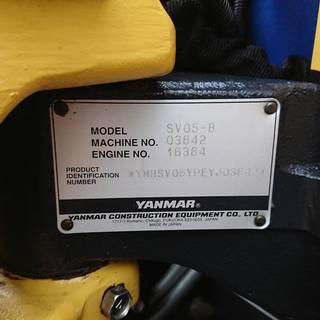 MODEL SV05-B
MACHINE NO. 03842
ENGINE NO. 16384
PRODUCT
IDENTIFICATION
NUMBER
YANMAR
YANMAR CONSTRUCTION EQUIPMENT CO., LTD.
JAPAN
MADE IN JAPAN